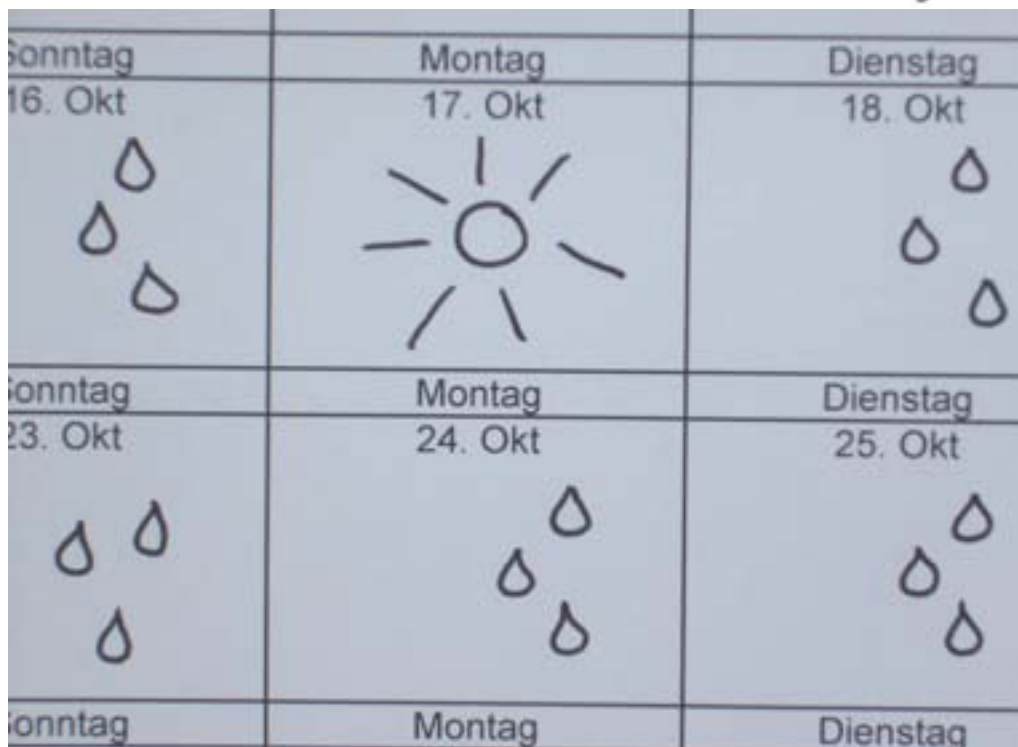 Sonntag Montag Dienstag
16. Okt 17. Okt 18. Okt
Sonntag Montag Dienstag
23. Okt 24. Okt 25. Okt
Sonntag Montag Dienstag